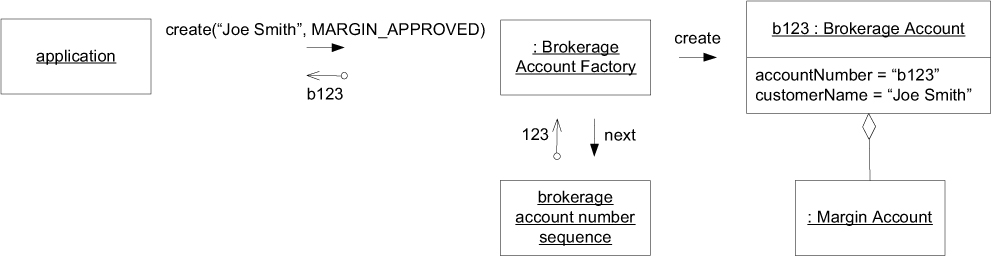 application
create(“Joe Smith”, MARGIN_APPROVED)
b123
: Brokerage
Account Factory
create
b123 : Brokerage Account
accountNumber = “b123”
customerName = “Joe Smith”
123
next
brokerage
account number
sequence
: Margin Account